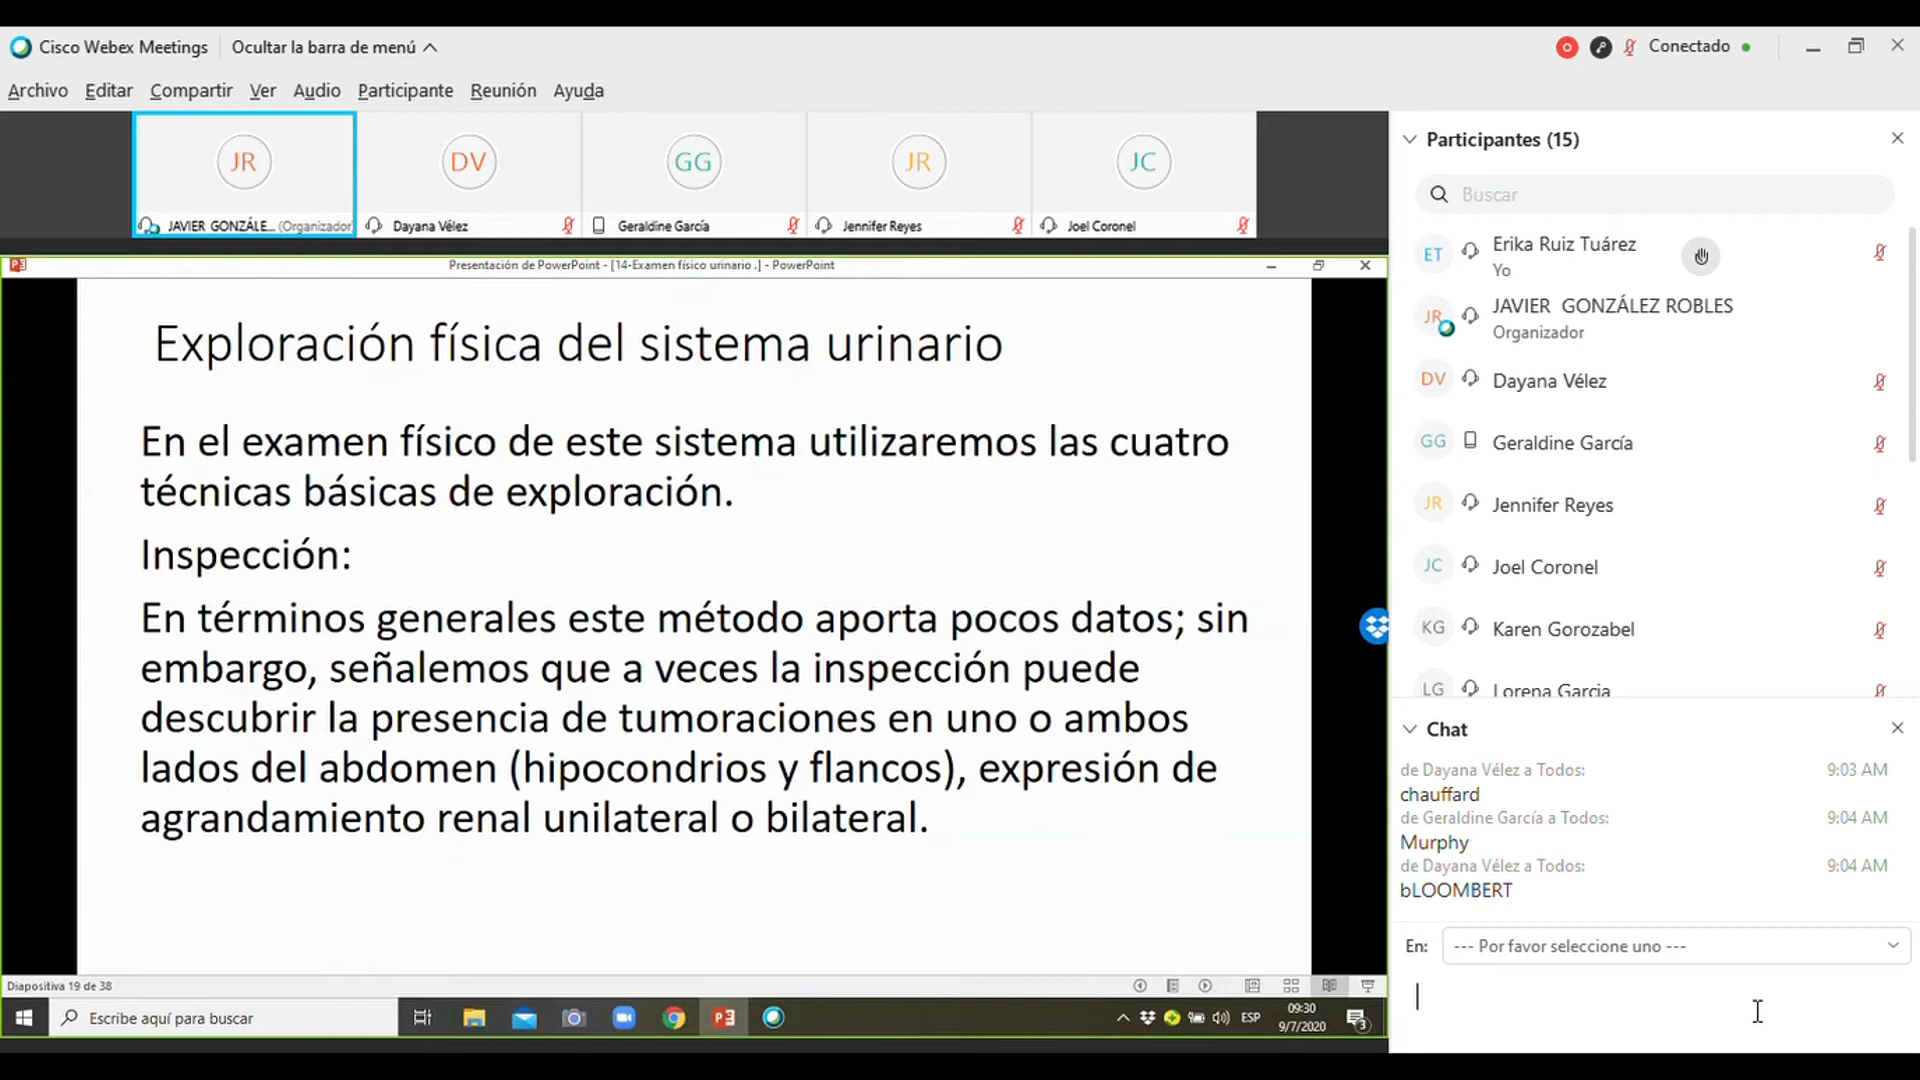 Cisco Webex Meetings
Ocultar la barra de menú
Conectado
Archivo Editar Compartir Ver Audio Participante Reunión Ayuda
JR
JAVIER GONZÁLE... (Organizador)
DV
Dayana Vélez
GG
Geraldine García
JR
Jennifer Reyes
JC
Joel Coronel
Presentación de PowerPoint - [14-Examen físico urinario .] - PowerPoint
Exploración física del sistema urinario
En el examen físico de este sistema utilizaremos las cuatro
técnicas básicas de exploración.
Inspección:
En términos generales este método aporta pocos datos; sin
embargo, señalemos que a veces la inspección puede
descubrir la presencia de tumoraciones en uno o ambos
lados del abdomen (hipocondrios y flancos), expresión de
agrandamiento renal unilateral o bilateral.
Diapositiva 19 de 38
Escribe aquí para buscar
ESP
09:30
9/7/2020
3
Participantes (15)
Buscar
ET
Erika Ruiz Tuárez
Yo
JR
JAVIER GONZÁLEZ ROBLES
Organizador
DV
Dayana Vélez
GG
Geraldine García
JR
Jennifer Reyes
JC
Joel Coronel
KG
Karen Gorozabel
LG
Lorena Garcia
Chat
de Dayana Vélez a Todos: 9:03 AM
chauffard
de Geraldine García a Todos: 9:04 AM
Murphy
de Dayana Vélez a Todos: 9:04 AM
bLOOMBERT
En: --- Por favor seleccione uno ---